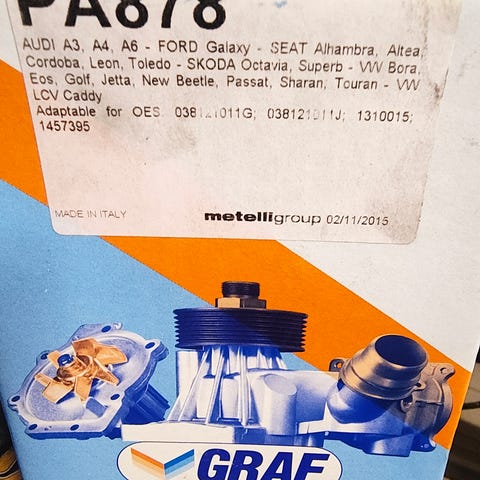 PA878
AUDI A3, A4, A6 - FORD Galaxy - SEAT Alhambra, Altea,
Cordoba, Leon, Toledo - SKODA Octavia, Superb - VW Bora,
Eos, Golf, Jetta, New Beetle, Passat, Sharan, Touran - VW
LCV Caddy
Adaptable for OES: 038121011G; 038121011J; 1310015;
1457395
MADE IN ITALY
metelligroup 02/11/2015
GRAF